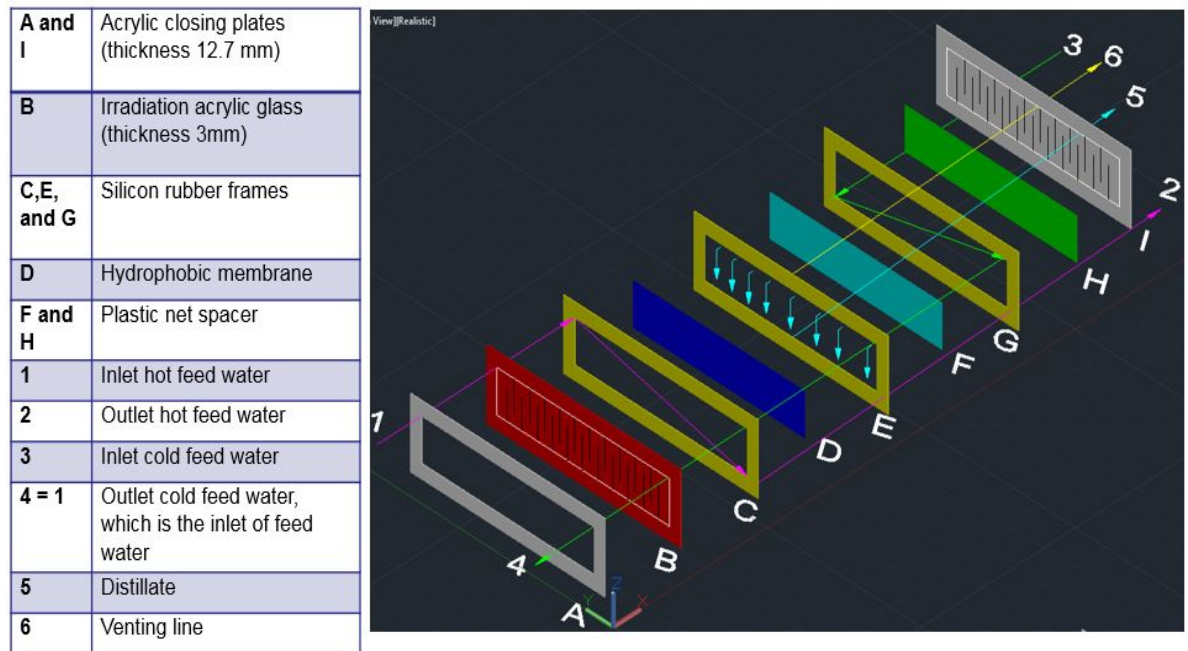 A and
I
Acrylic closing plates
(thickness 12.7 mm)
B
Irradiation acrylic glass
(thickness 3mm)
C,E,
and G
Silicon rubber frames
D
Hydrophobic membrane
F and
H
Plastic net spacer
1
Inlet hot feed water
2
Outlet hot feed water
3
Inlet cold feed water
4 = 1
Outlet cold feed water,
which is the inlet of feed
water
5
Distillate
6
Venting line
View][Realistic]
3
6
5
2
I
H
G
F
E
D
C
B
A
1
4
Z
Y
X